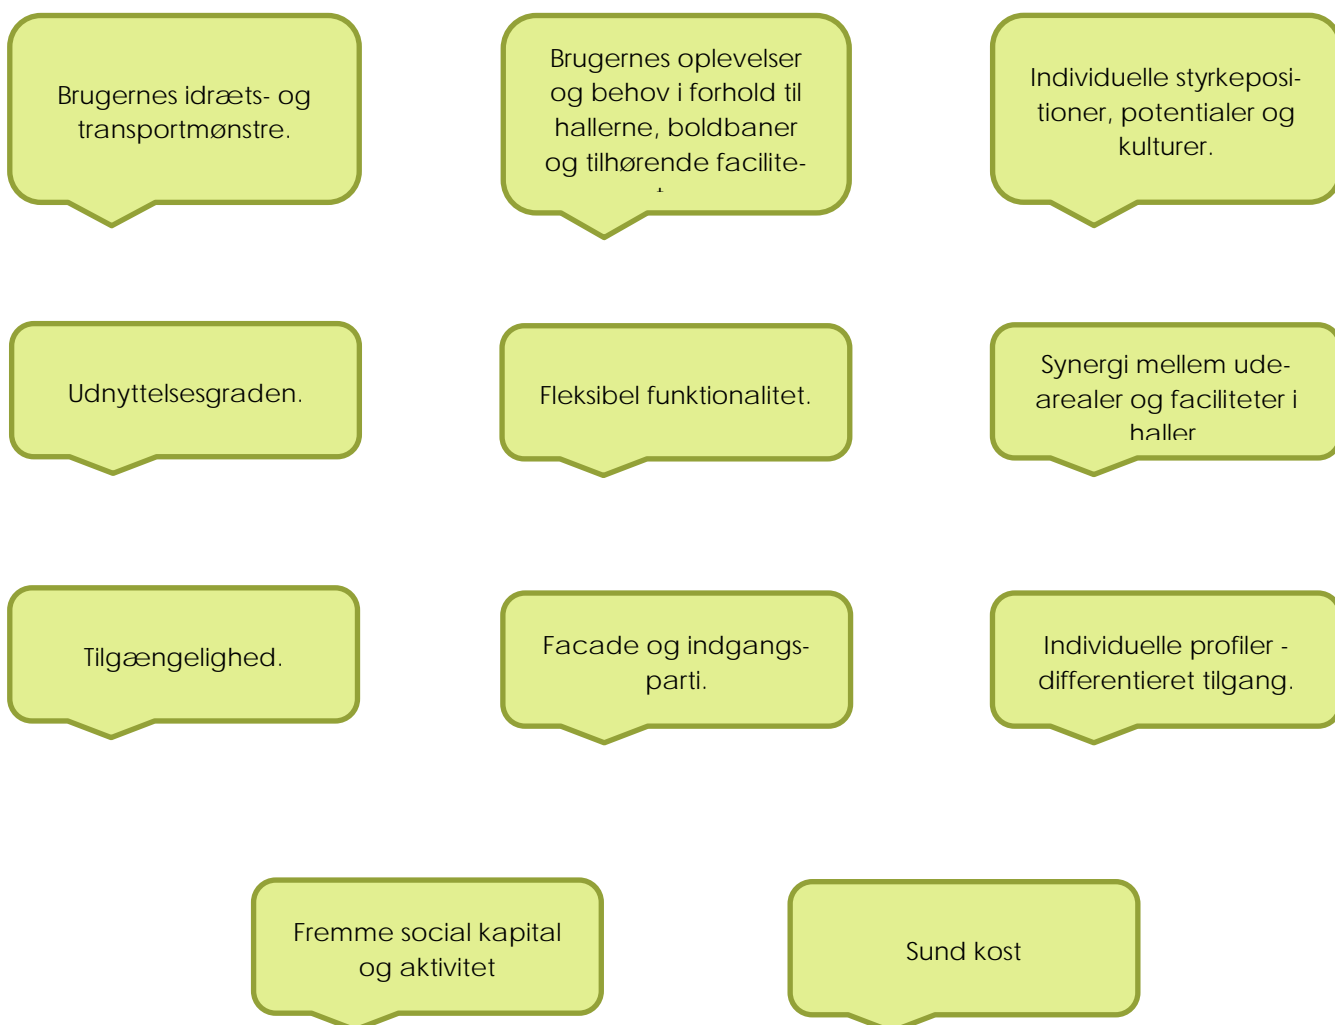 Brugernes idræts- og
transportmønstre.
Brugernes oplevelser
og behov i forhold til
hallerne, boldbaner
og tilhørende facilite-
Individuelle styrkeposi-
tioner, potentialer og
kulturer.
Udnyttelsesgraden.
Fleksibel funktionalitet.
Synergi mellem ude-
arealer og faciliteter i
haller
Tilgængelighed.
Facade og indgangs-
parti.
Individuelle profiler -
differentieret tilgang.
Fremme social kapital
og aktivitet
Sund kost